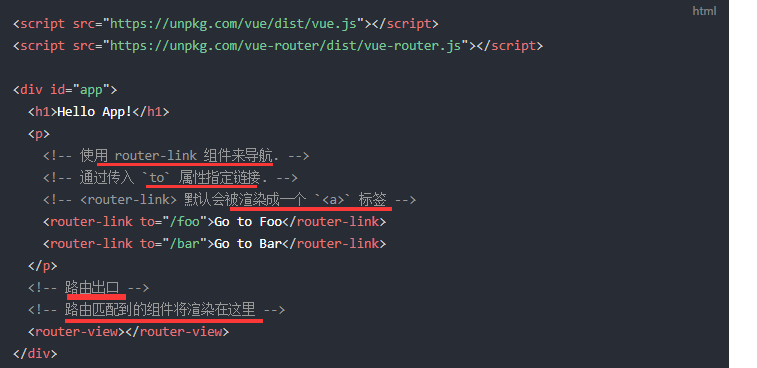 html
<script src="https://unpkg.com/vue/dist/vue.js"></script>
<script src="https://unpkg.com/vue-router/dist/vue-router.js"></script>
<div id="app">
<h1>Hello App!</h1>
<p>
<!-- 使用 router-link 组件来导航. -->
<!-- 通过传入 `to` 属性指定链接. -->
<!-- <router-link> 默认会被渲染成一个 `<a>` 标签 -->
<router-link to="/foo">Go to Foo</router-link>
<router-link to="/bar">Go to Bar</router-link>
</p>
<!-- 路由出口 -->
<!-- 路由匹配到的组件将渲染在这里 -->
<router-view></router-view>
</div>